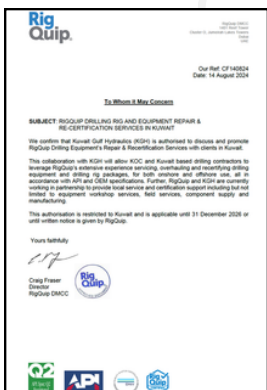 Rig
Quip.
RigQuip DMCC
Our Ref: CF140824
Date: 14 August 2024
To Whom it May Concern
SUBJECT: RIGQUIP DRILLING RIG AND EQUIPMENT REPAIR &
RE-CERTIFICATION SERVICES IN KUWAIT
We confirm that Kuwait Gulf Hydraulics (KGH) is authorised to discuss and promote
RigQuip Drilling Equipment's Repair & Recertification Services with clients in Kuwait.
This collaboration with KGH will allow KOC and Kuwait based drilling contractors to
leverage RigQuip's extensive experience servicing, overhauling and recertifying drilling
equipment and drilling rig packages, for both onshore and offshore use, all in
accordance with API and OEM specifications. Further, RigQuip and KGH are currently
working in partnership to provide local service and certification support including but not
limited to equipment workshop services, field services, component supply and
manufacturing.
This authorisation is restricted to Kuwait and is applicable until 31 December 2026 or
until written notice is given by RigQuip.
Yours faithfully
Craig Fraser
Director
RigQuip DMCC
Rig
Quip.
Q2
API